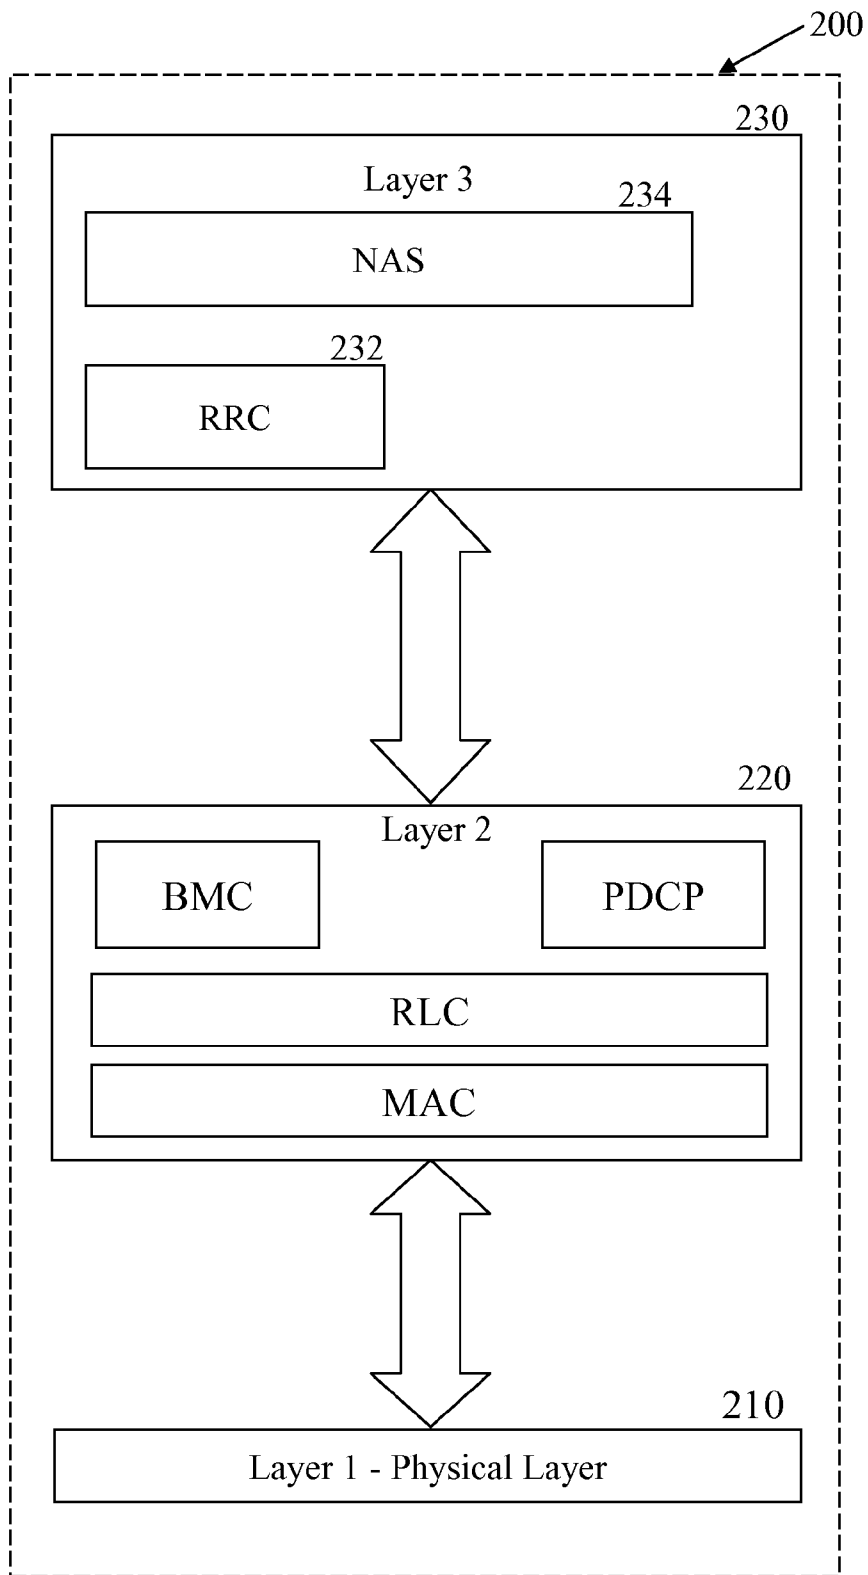 200
230
Layer 3
234
NAS
232
RRC
220
Layer 2
BMC
PDCP
RLC
MAC
210
Layer 1 - Physical Layer